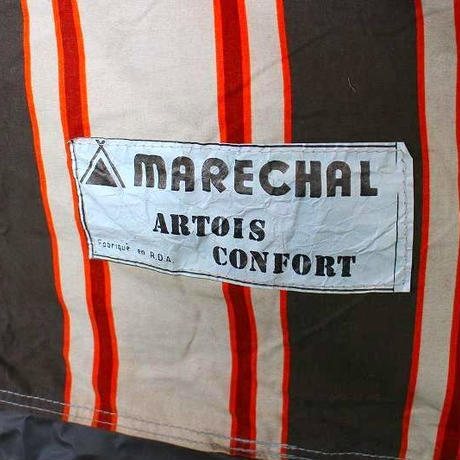 MARECHAL
ARTOIS
CONFORT
Fabriqué en R.D.A.